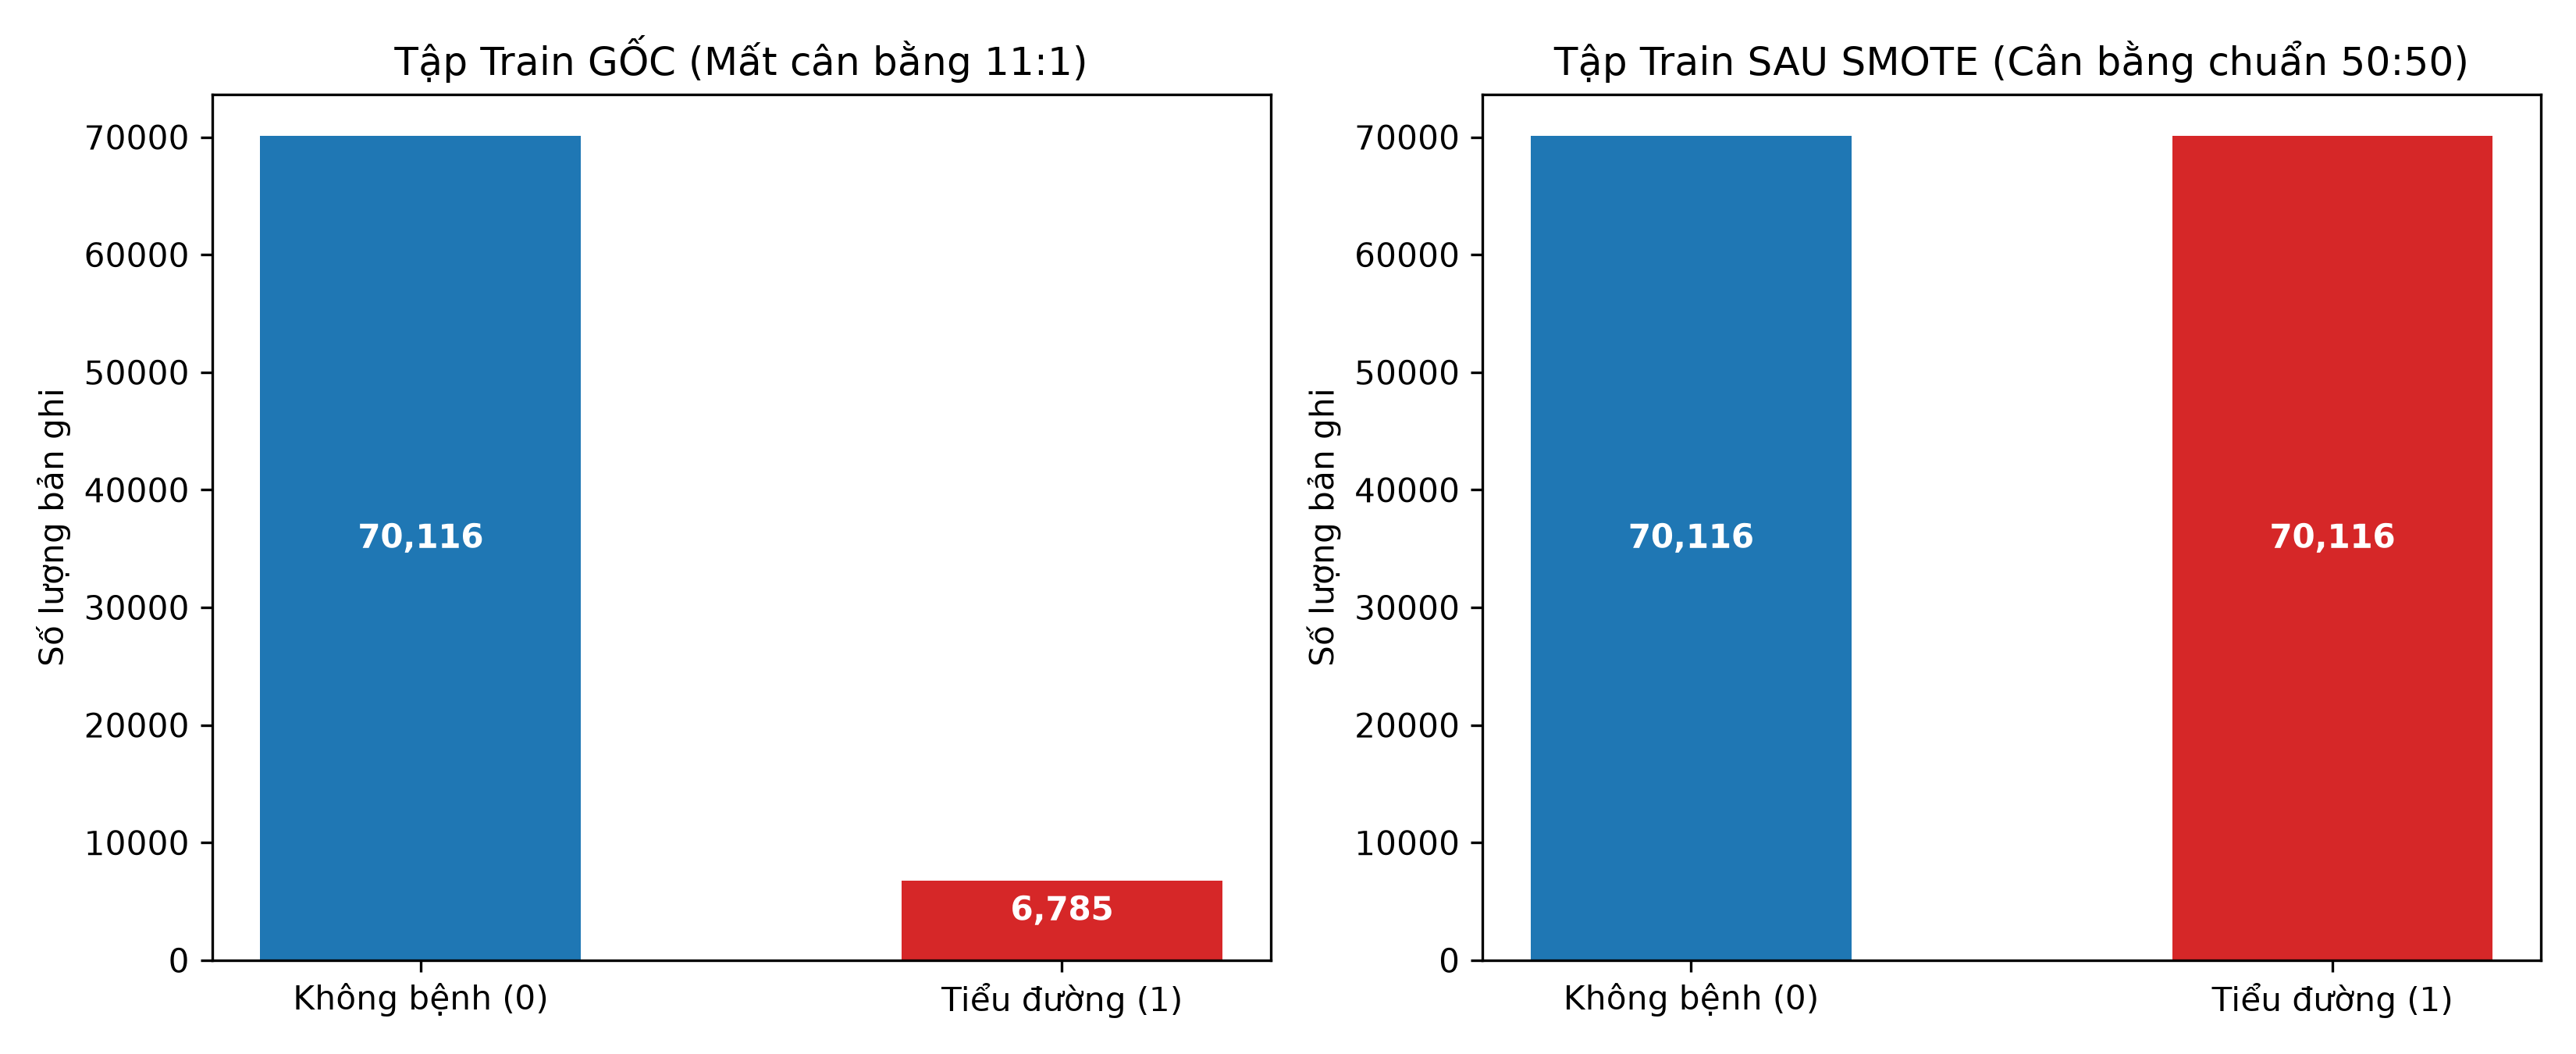 Tập Train GỐC (Mất cân bằng 11:1)
Số lượng bản ghi
70000
60000
50000
40000
30000
20000
10000
0
70,116
6,785
Không bệnh (0)
Tiểu đường (1)
Tập Train SAU SMOTE (Cân bằng chuẩn 50:50)
Số lượng bản ghi
70000
60000
50000
40000
30000
20000
10000
0
70,116
70,116
Không bệnh (0)
Tiểu đường (1)